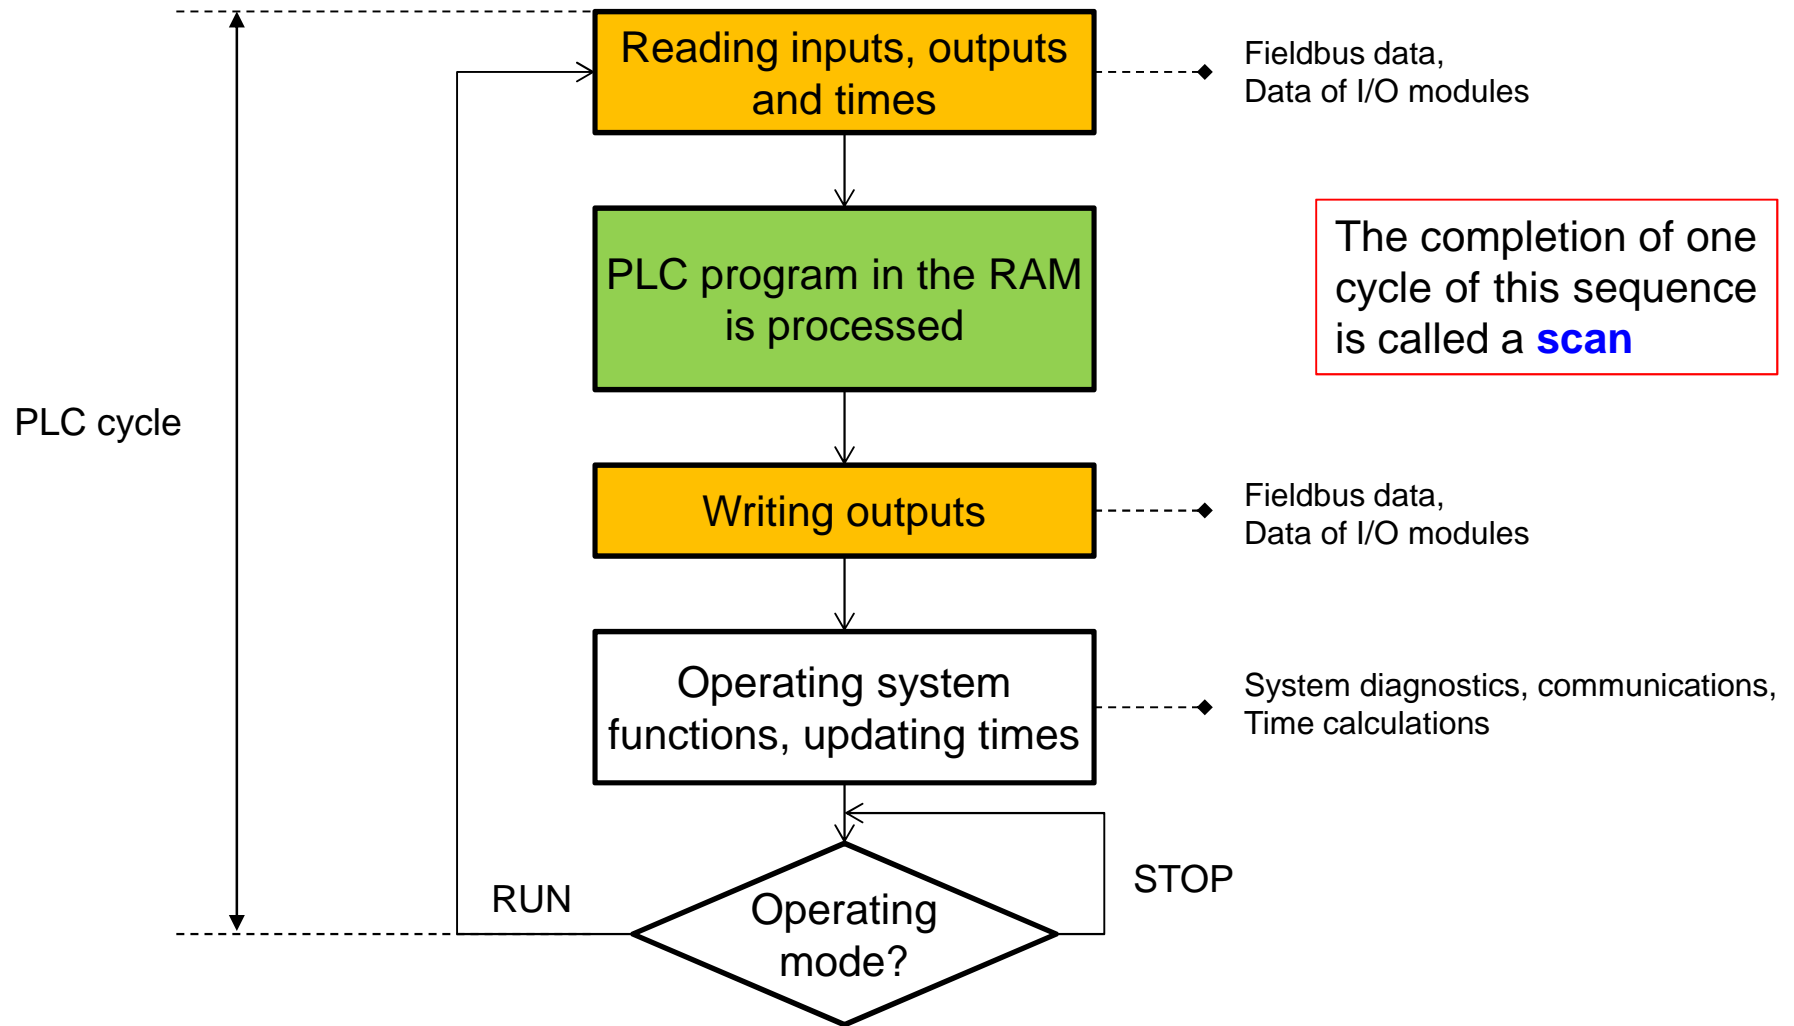 Reading inputs, outputs
and times
Fieldbus data,
Data of I/O modules
PLC program in the RAM
is processed
The completion of one
cycle of this sequence
is called a scan
PLC cycle
Writing outputs
Fieldbus data,
Data of I/O modules
Operating system
functions, updating times
System diagnostics, communications,
Time calculations
RUN
Operating
mode?
STOP